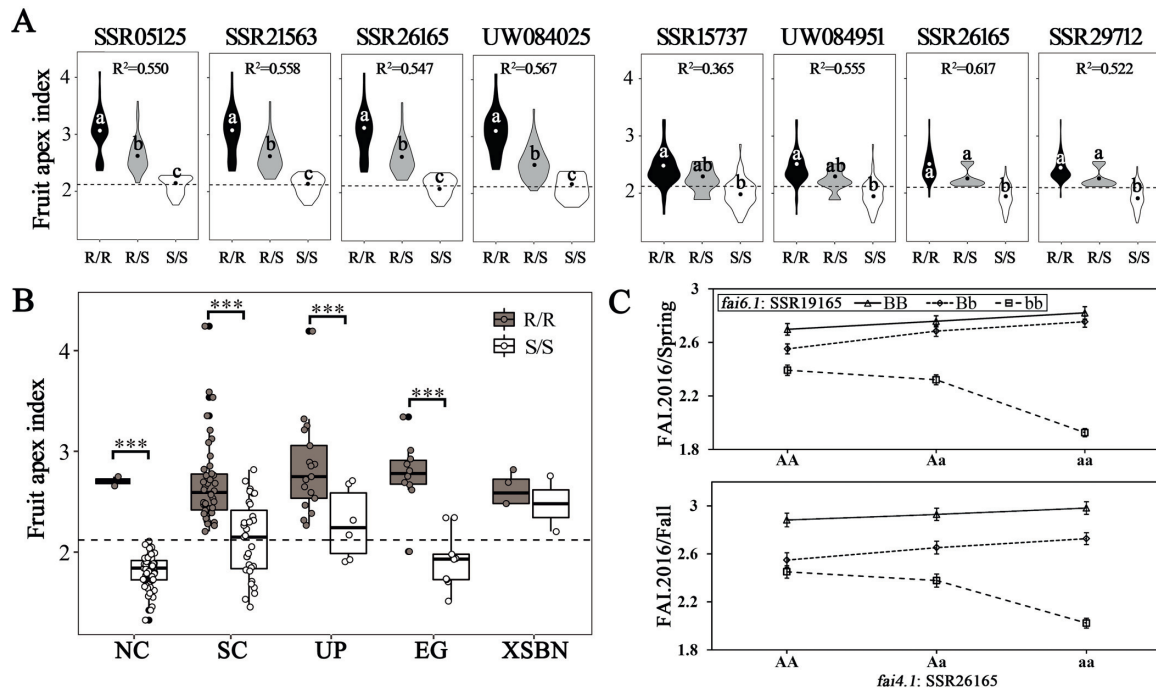 A
SSR05125 SSR21563 SSR26165 UW084025 SSR15737 UW084951 SSR26165 SSR29712
R²=0.550 R²=0.558 R²=0.547 R²=0.567 R²=0.365 R²=0.555 R²=0.617 R²=0.522
Fruit apex index
4
3
2
a b c a b c a b c a b c a ab b a ab b a a b a a b
R/R R/S S/S R/R R/S S/S R/R R/S S/S R/R R/S S/S R/R R/S S/S R/R R/S S/S R/R R/S S/S R/R R/S S/S
B
Fruit apex index
4
3
2
*** *** *** ***
R/R
S/S
NC SC UP EG XSBN
C
fai6.1: SSR19165 BB Bb bb
FAI.2016/Spring
3
2.6
2.2
1.8
AA Aa aa
FAI.2016/Fall
3
2.6
2.2
1.8
AA Aa aa
fai4.1: SSR26165